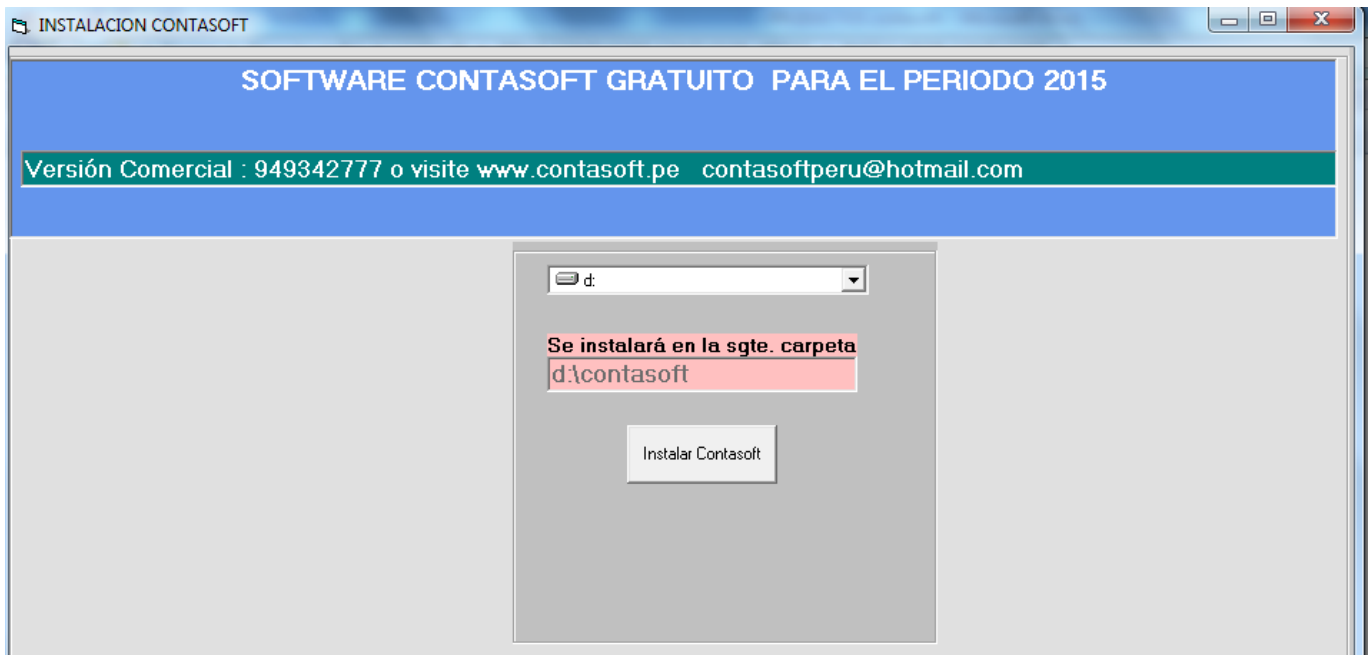 INSTALACION CONTASOFT
SOFTWARE CONTASOFT GRATUITO PARA EL PERIODO 2015
Versión Comercial : 949342777 o visite www.contasoft.pe contasoftperu@hotmail.com
d:
Se instalará en la sgte. carpeta
d:\contasoft
Instalar Contasoft